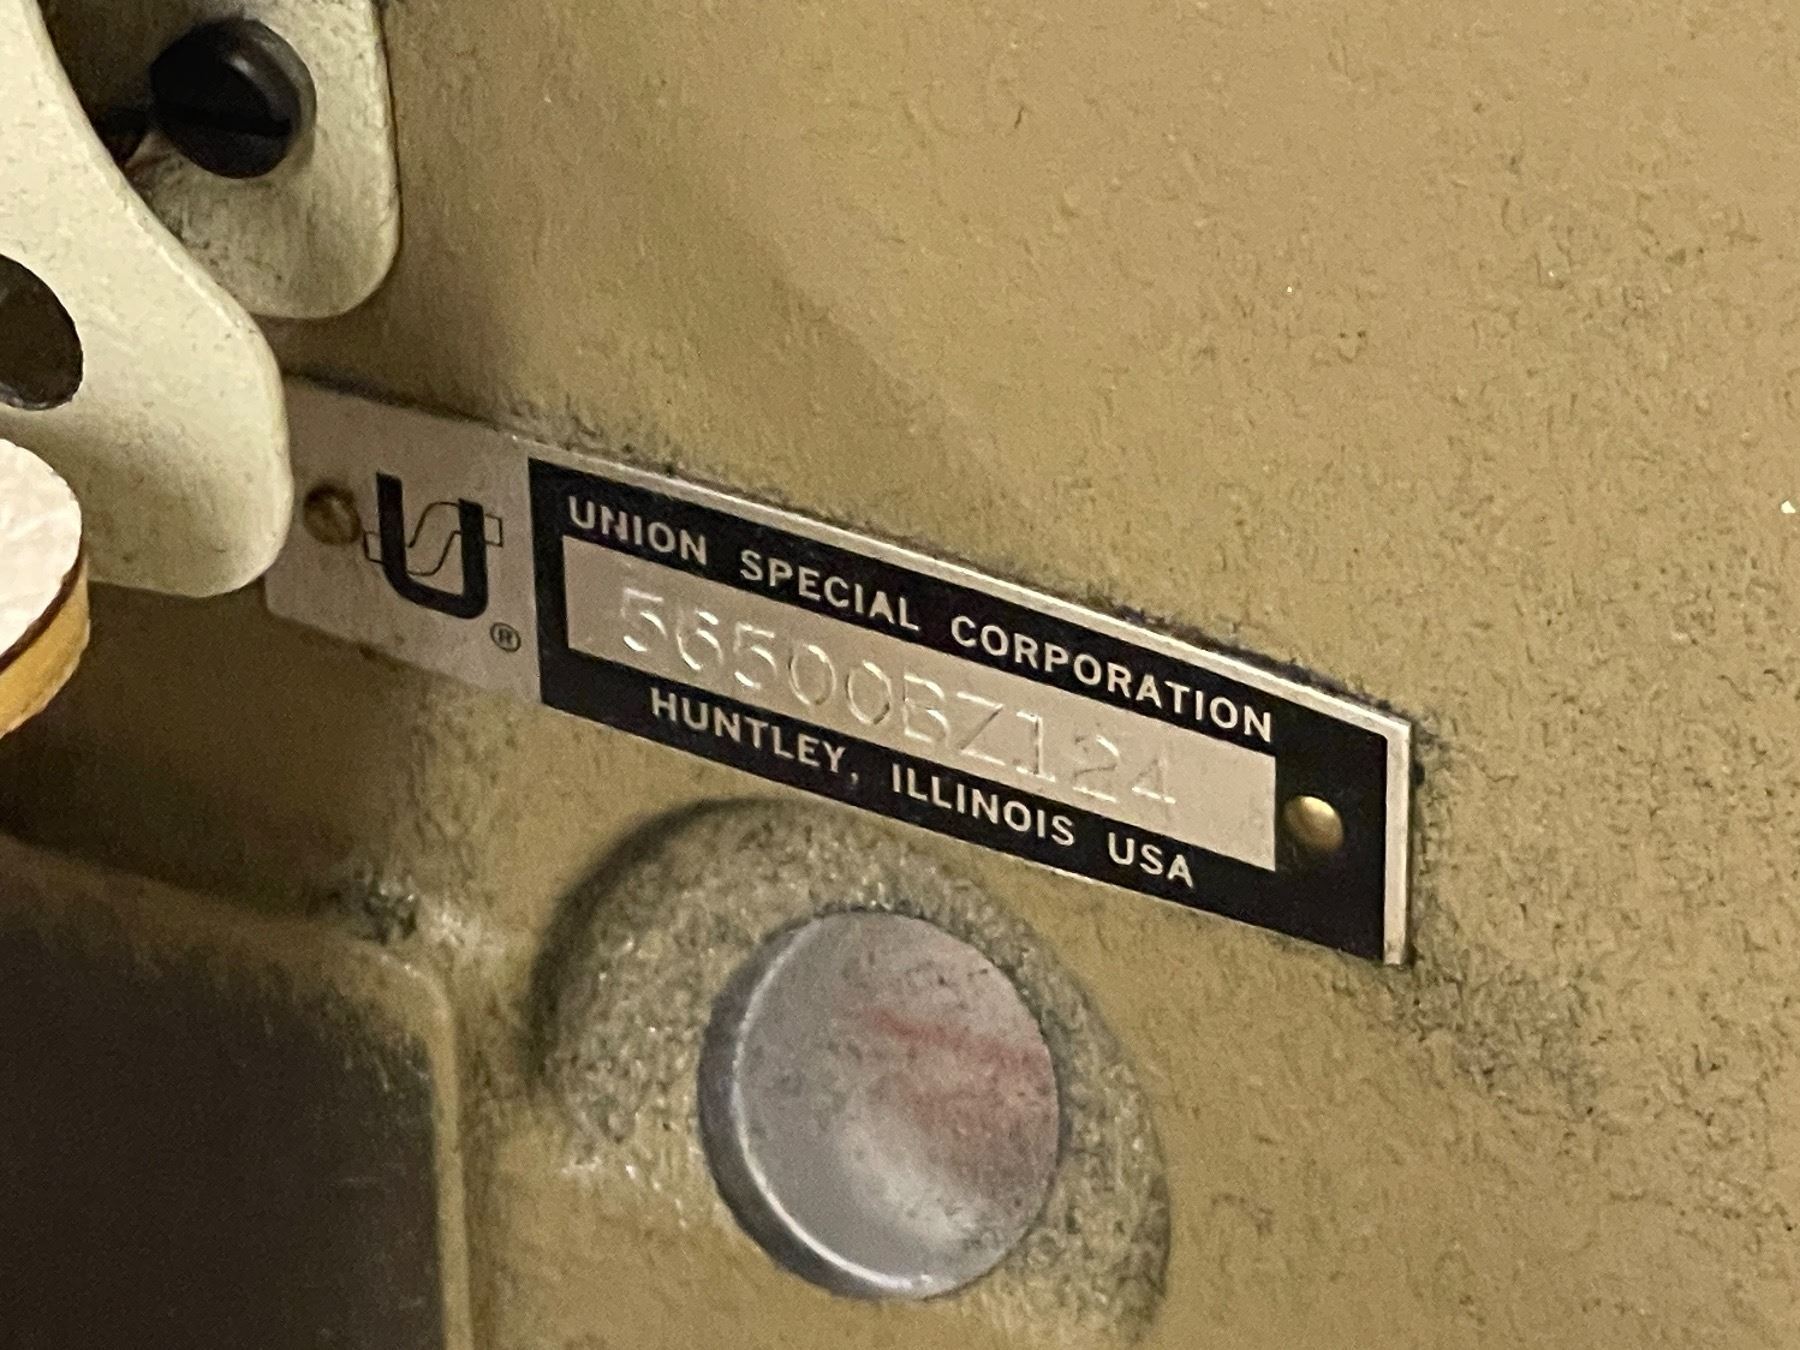 U®
UNION SPECIAL CORPORATION
56500BZ124
HUNTLEY, ILLINOIS USA